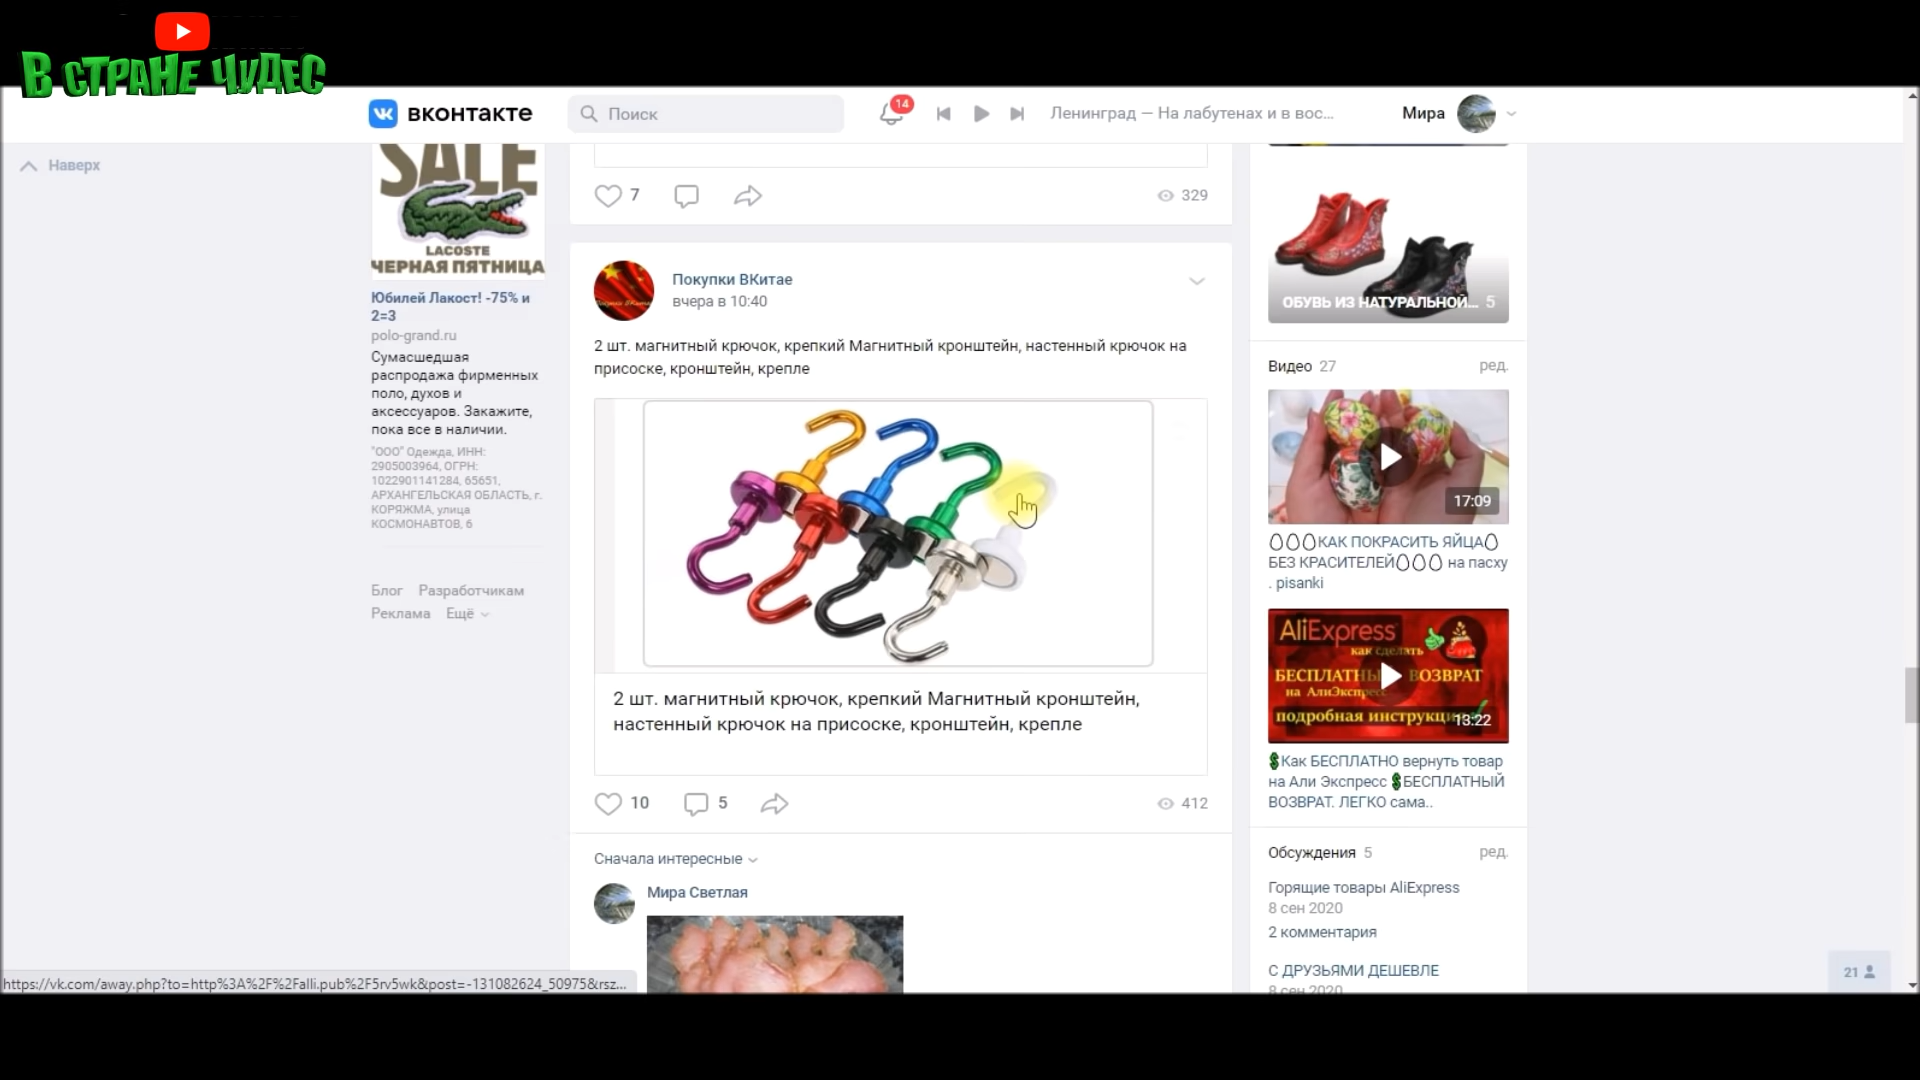 В СТРАНЕ ЧУДЕС
вконтакте
Поиск
14
Ленинград — На лабутенах и в вос...
Мира
Наверх
SALE
LACOSTE
ЧЕРНАЯ ПЯТНИЦА
Юбилей Лакост! -75% и
2=3
polo-grand.ru
Сумасшедшая
распродажа фирменных
поло, духов и
аксессуаров. Закажите,
пока все в наличии.
"ООО" Одежда, ИНН:
2905003964, ОГРН:
1022901141284, 65651,
АРХАНГЕЛЬСКАЯ ОБЛАСТЬ, г.
КОРЯЖМА, улица
КОСМОНАВТОВ, 6
Блог Разработчикам
Реклама Ещё
7
329
Покупки ВКитае
вчера в 10:40
2 шт. магнитный крючок, крепкий Магнитный кронштейн, настенный крючок на
присоске, кронштейн, крепле
2 шт. магнитный крючок, крепкий Магнитный кронштейн,
настенный крючок на присоске, кронштейн, крепле
10
5
412
Сначала интересные
Мира Светлая
ОБУВЬ ИЗ НАТУРАЛЬНОЙ... 5
Видео 27
ред.
17:09
КАК ПОКРАСИТЬ ЯЙЦА
БЕЗ КРАСИТЕЛЕЙ на пасху
. pisanki
AliExpress
как сделать
БЕСПЛАТНЫЙ ВОЗВРАТ
на АлиЭкспресс
подробная инструкция
13:22
Как БЕСПЛАТНО вернуть товар
на Али Экспресс БЕСПЛАТНЫЙ
ВОЗВРАТ. ЛЕГКО сама..
Обсуждения 5
ред.
Горящие товары AliExpress
8 сен 2020
2 комментария
С ДРУЗЬЯМИ ДЕШЕВЛЕ
8 сен 2020
21
https://vk.com/away.php?to=http%3A%2F%2Falli.pub%2F5rv5wk&post=-131082624_50975&rsz...